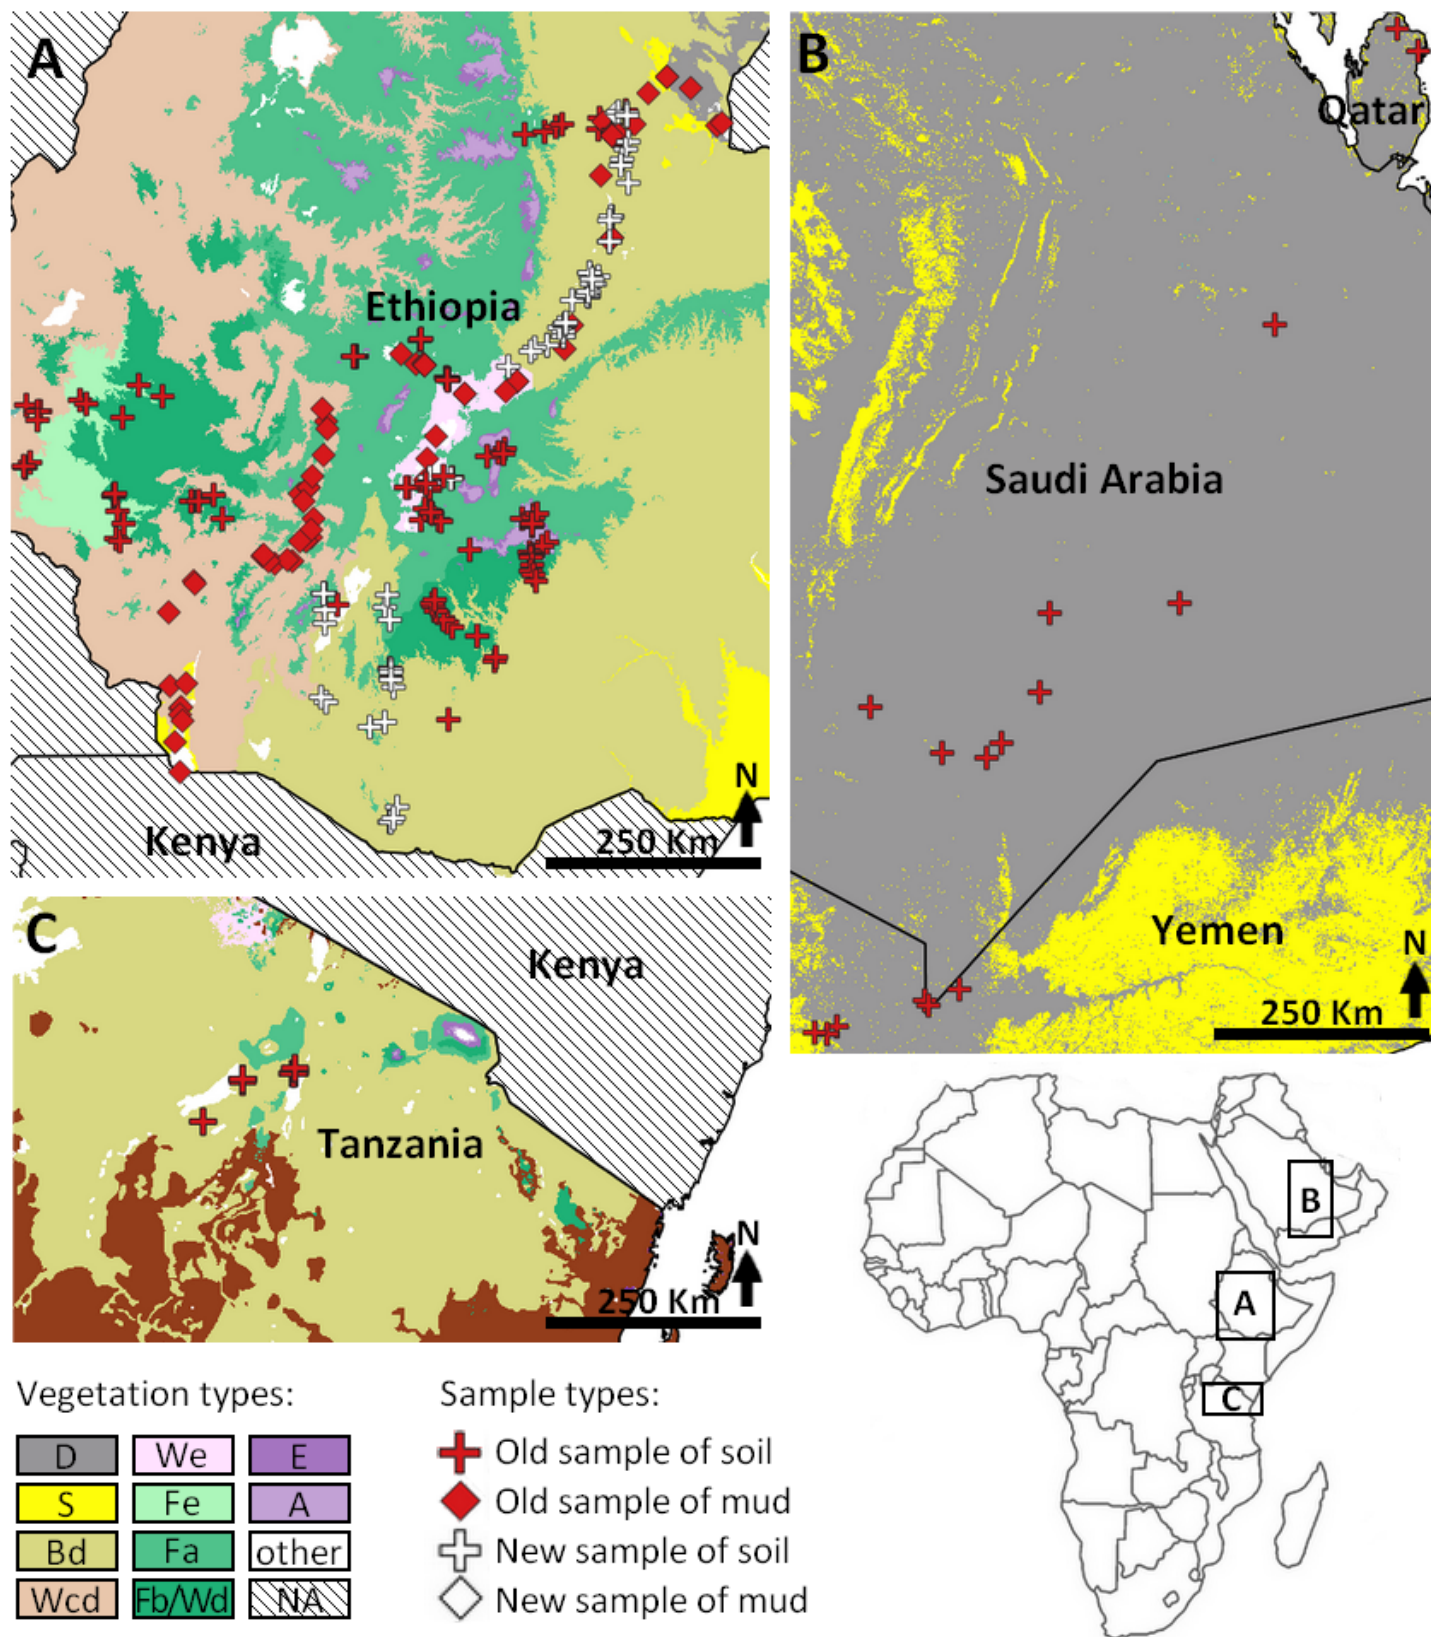 A
Ethiopia
Kenya
N
250 Km
B
Qatar
Saudi Arabia
Yemen
N
250 Km
C
Kenya
Tanzania
N
250 Km
B
A
C
Vegetation types:
D We E
S Fe A
Bd Fa other
Wcd Fb/Wd NA
Sample types:
Old sample of soil
Old sample of mud
New sample of soil
New sample of mud